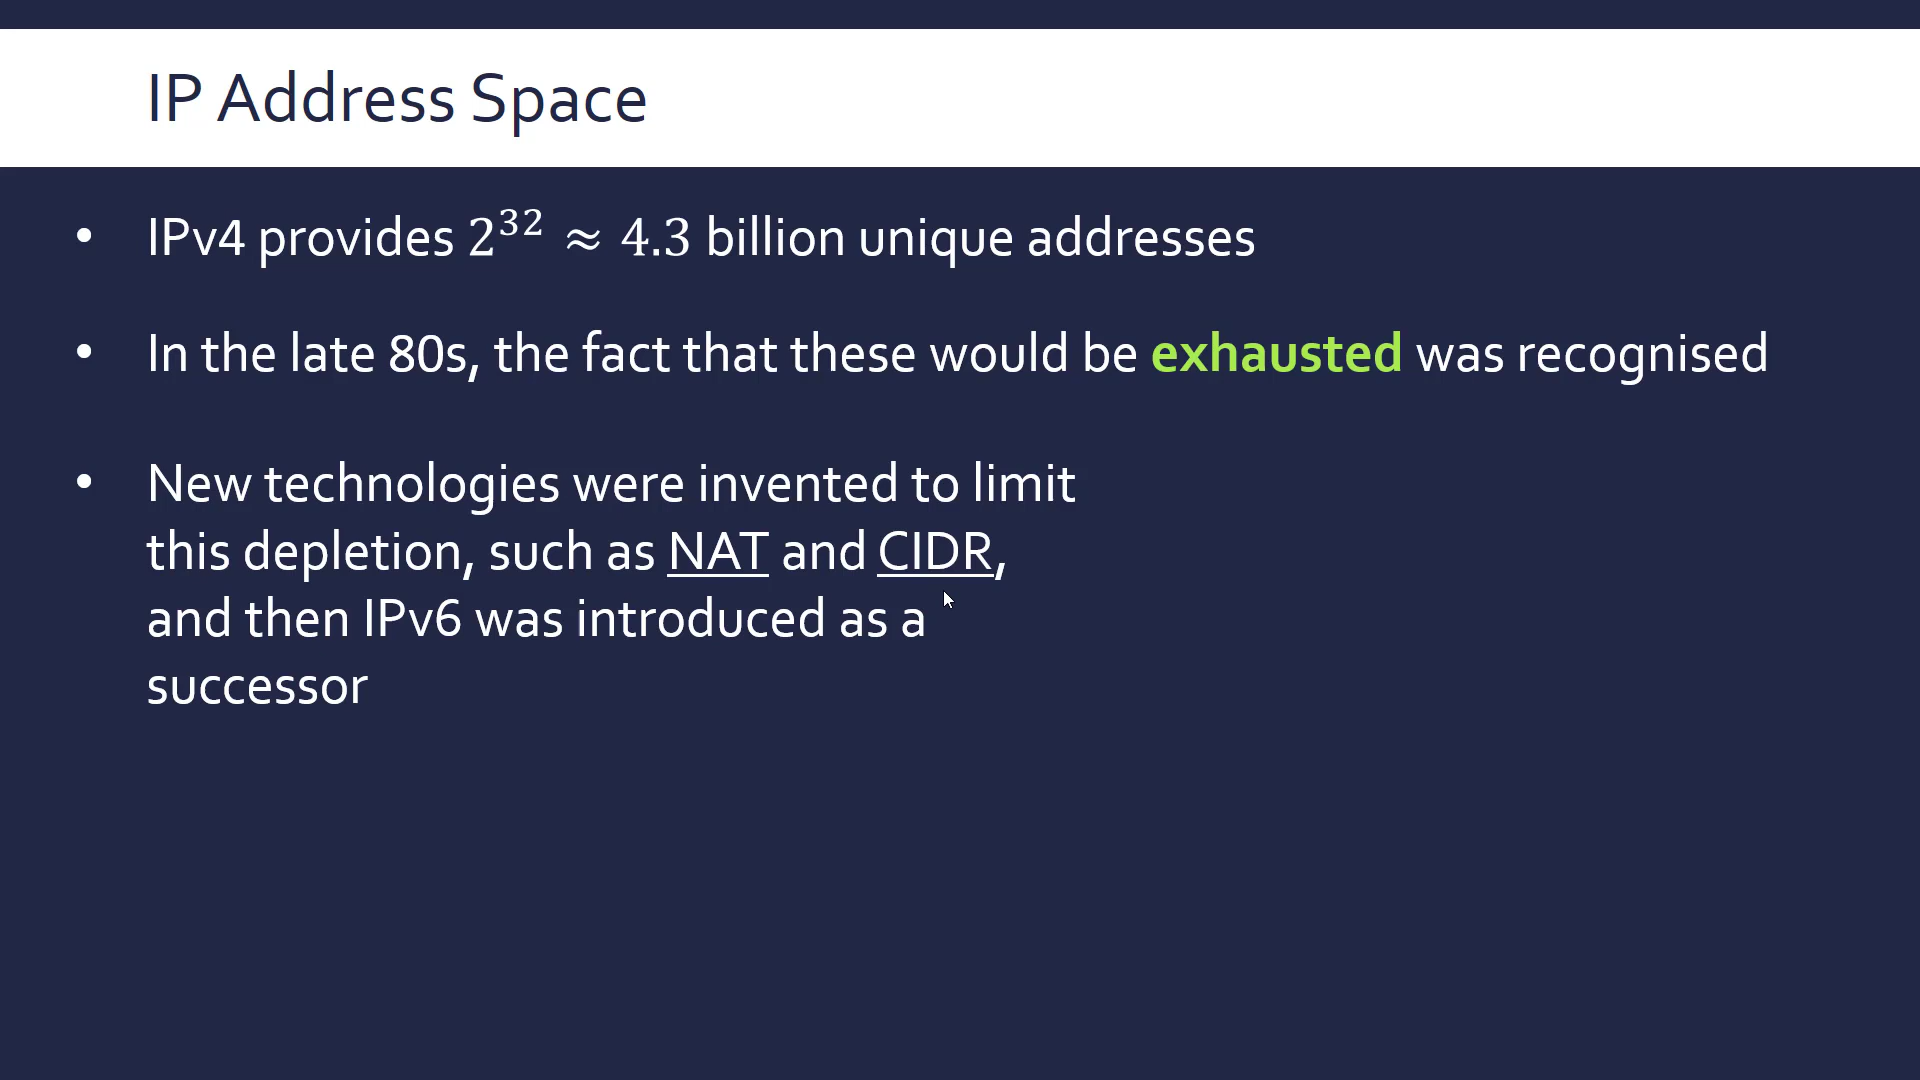 IP Address Space
• IPv4 provides 2³² ≈ 4.3 billion unique addresses
• In the late 80s, the fact that these would be exhausted was recognised
• New technologies were invented to limit
this depletion, such as NAT and CIDR,
and then IPv6 was introduced as a
successor